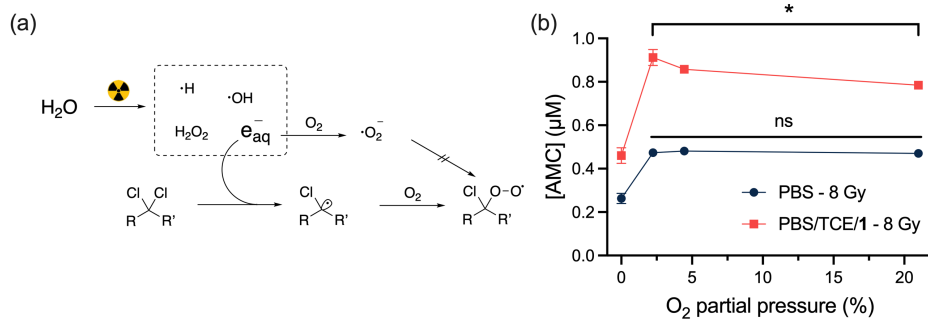 (a)
H₂O
·H
·OH
H₂O₂
e⁻aq
O₂
·O₂⁻
Cl Cl
R R'
Cl
R R'
O₂
Cl O-O·
R R'
(b)
*
ns
1.0
0.8
0.6
0.4
0.2
0.0
[AMC] (μM)
PBS - 8 Gy
PBS/TCE/1 - 8 Gy
0 5 10 15 20
O₂ partial pressure (%)